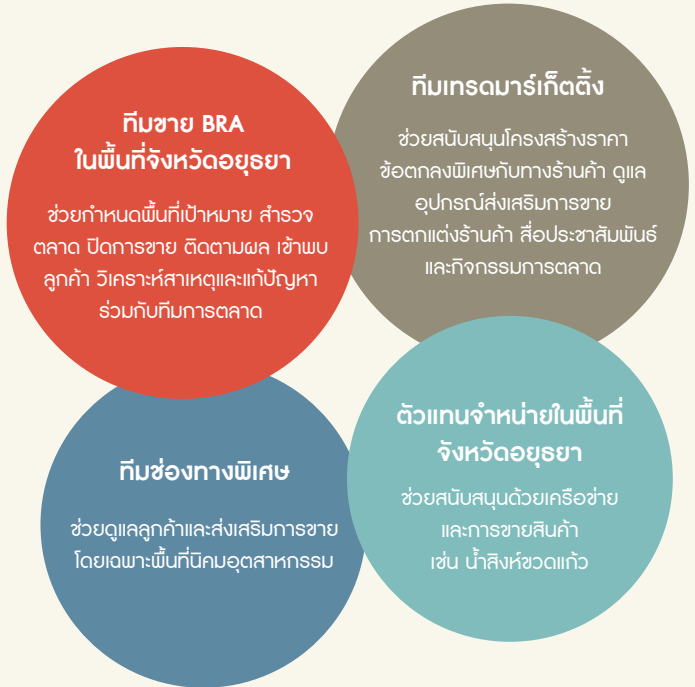 ทีมขาย BRA
ในพื้นที่จังหวัดอยุธยา
ช่วยกำหนดพื้นที่เป้าหมาย สำรวจ
ตลาด ปิดการขาย ติดตามผล เข้าพบ
ลูกค้า วิเคราะห์สาเหตุและแก้ปัญหา
ร่วมกับทีมการตลาด
ทีมเทรดมาร์เก็ตติ้ง
ช่วยสนับสนุนโครงสร้างราคา
ข้อตกลงพิเศษกับทางร้านค้า ดูแล
อุปกรณ์ส่งเสริมการขาย
การตกแต่งร้านค้า สื่อประชาสัมพันธ์
และกิจกรรมการตลาด
ทีมช่องทางพิเศษ
ช่วยดูแลลูกค้าและส่งเสริมการขาย
โดยเฉพาะพื้นที่นิคมอุตสาหกรรม
ตัวแทนจำหน่ายในพื้นที่
จังหวัดอยุธยา
ช่วยสนับสนุนด้วยเครือข่าย
และการขายสินค้า
เช่น น้ำสิงห์ขวดแก้ว